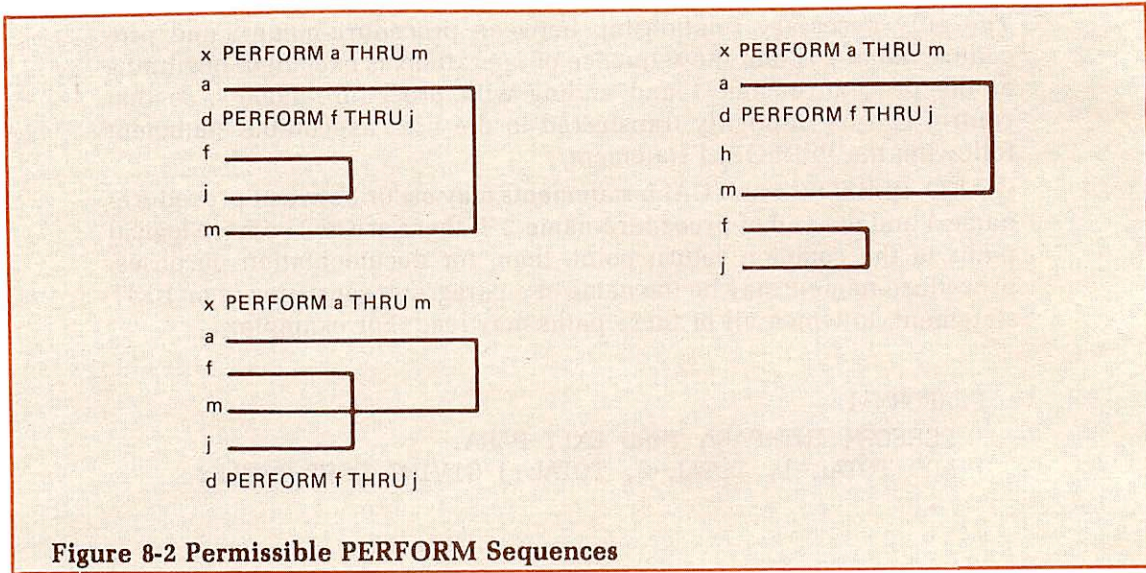 x PERFORM a THRU m
a
d PERFORM f THRU j
f
j
m
x PERFORM a THRU m
a
d PERFORM f THRU j
h
m
f
j
x PERFORM a THRU m
a
f
m
j
d PERFORM f THRU j
Figure 8-2 Permissible PERFORM Sequences